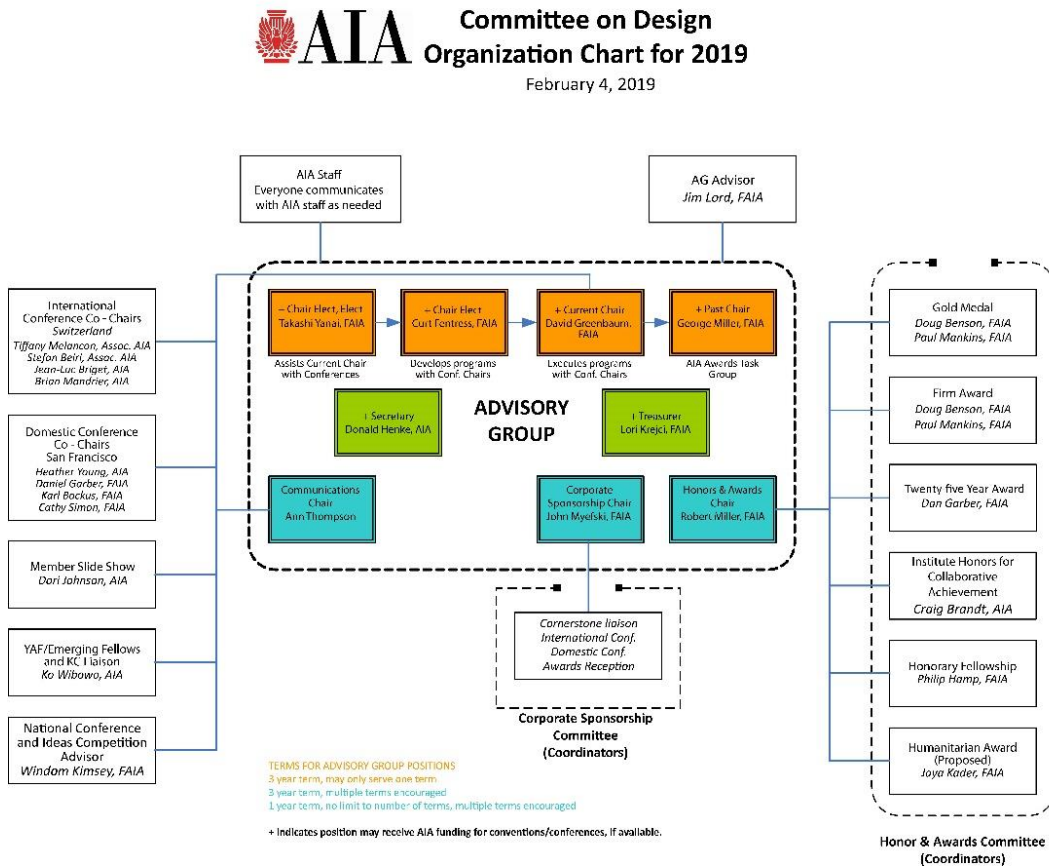 AIA
Committee on Design
Organization Chart for 2019
February 4, 2019
AIA Staff
Everyone communicates
with AIA staff as needed
AG Advisor
Jim Lord, FAIA
International
Conference Co - Chairs
Switzerland
Tiffany Melancon, Assoc. AIA
Stefan Beiri, Assoc. AIA
Jean-Luc Briget, AIA
Brian Mandrier, AIA
Domestic Conference
Co - Chairs
San Francisco
Heather Young, AIA
Daniel Garber, FAIA
Karl Backus, FAIA
Cathy Simon, FAIA
Member Slide Show
Dori Johnson, AIA
YAF/Emerging Fellows
and KC Liaison
Ko Wibowo, AIA
National Conference
and Ideas Competition
Advisor
Windom Kimsey, FAIA
+ Chair Elect, Elect
Takashi Yanai, FAIA
Assists Current Chair
with Conferences
+ Chair Elect
Curt Fentress, FAIA
Develops programs
with Conf. Chairs
+ Current Chair
David Greenbaum,
FAIA
Executes programs
with Conf. Chairs
+ Past Chair
George Miller, FAIA
AIA Awards Task
Group
+ Secretary
Donald Henke, AIA
ADVISORY
GROUP
+ Treasurer
Lori Krejci, FAIA
Communications
Chair
Ann Thompson
Corporate
Sponsorship Chair
John Myefski, FAIA
Honors & Awards
Chair
Robert Miller, FAIA
Cornerstone liaison
International Conf.
Domestic Conf.
Awards Reception
Corporate Sponsorship
Committee
(Coordinators)
Gold Medal
Doug Benson, FAIA
Paul Mankins, FAIA
Firm Award
Doug Benson, FAIA
Paul Mankins, FAIA
Twenty five Year Award
Dan Garber, FAIA
Institute Honors for
Collaborative
Achievement
Craig Brandt, AIA
Honorary Fellowship
Philip Hamp, FAIA
Humanitarian Award
(Proposed)
Joya Kader, FAIA
Honor & Awards Committee
(Coordinators)
TERMS FOR ADVISORY GROUP POSITIONS
3 year term, may only serve one term
3 year term, multiple terms encouraged
1 year term, no limit to number of terms, multiple terms encouraged
+ Indicates position may receive AIA funding for conventions/conferences, if available.